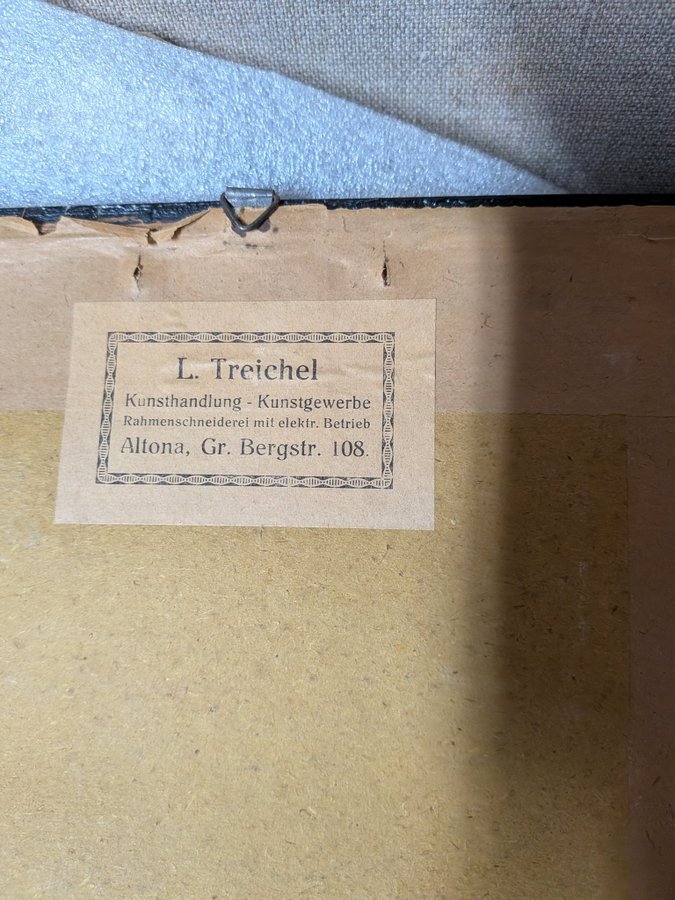 L. Treichel
Kunsthandlung - Kunstgewerbe
Rahmenschneiderei mit elektr. Betrieb
Altona, Gr. Bergstr. 108.